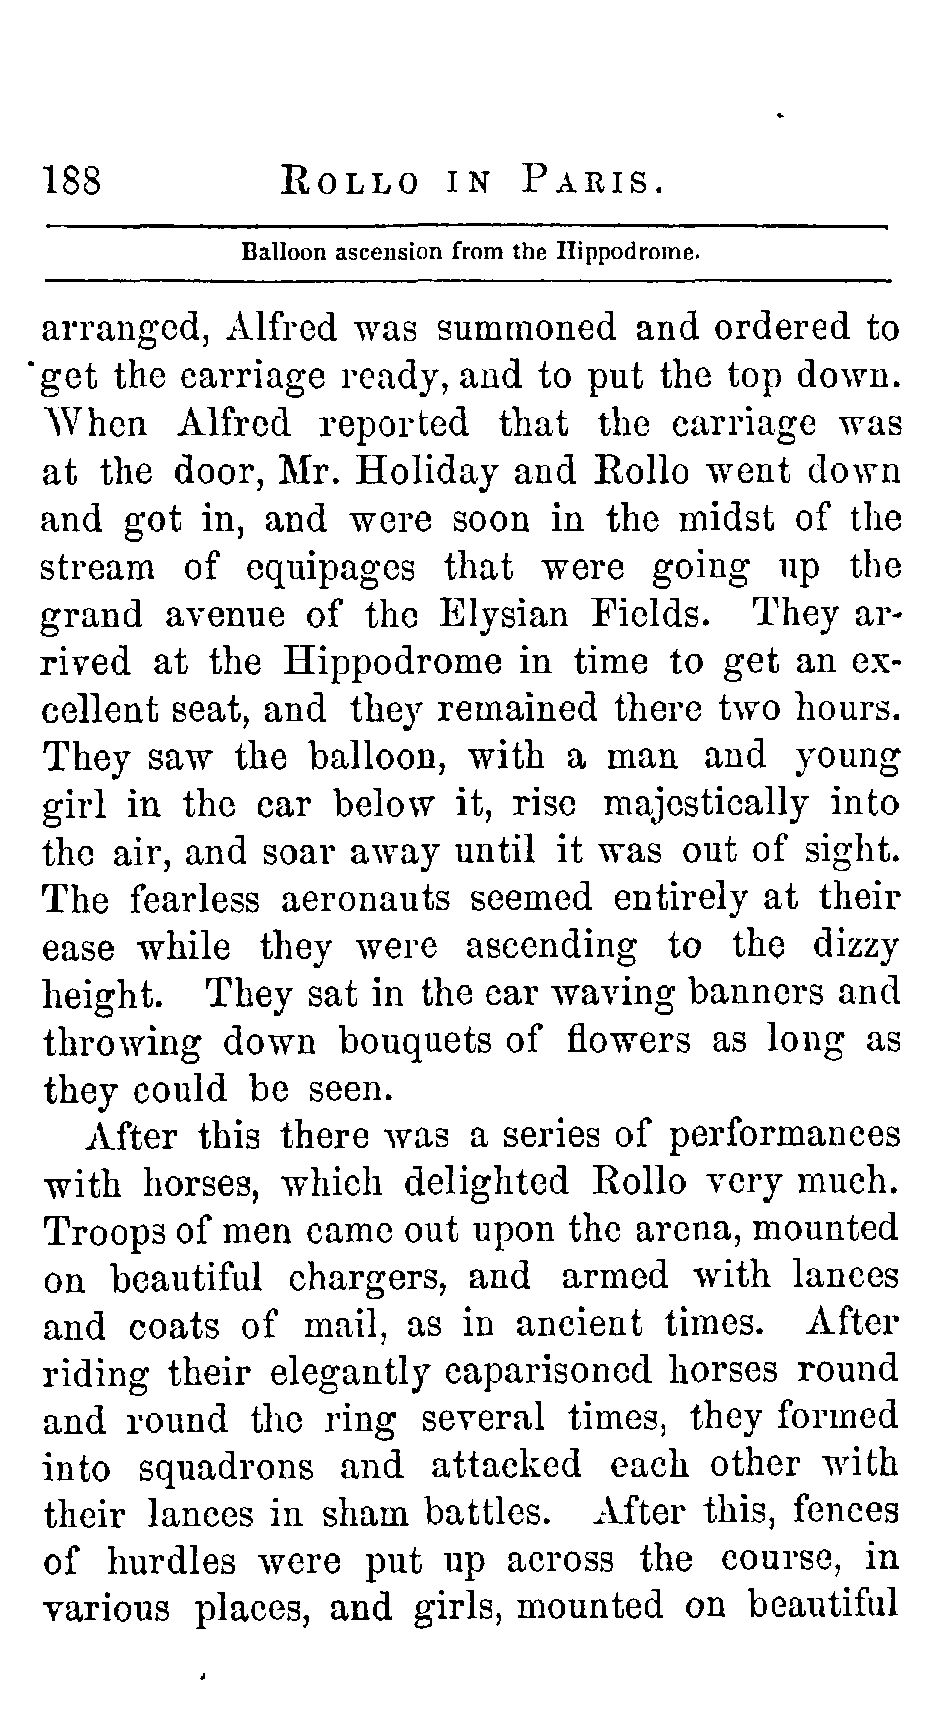 188 ROLLO IN PARIS.
Balloon ascension from the Hippodrome.
arranged, Alfred was summoned and ordered to
get the carriage ready, and to put the top down.
When Alfred reported that the carriage was
at the door, Mr. Holiday and Rollo went down
and got in, and were soon in the midst of the
stream of equipages that were going up the
grand avenue of the Elysian Fields. They ar-
rived at the Hippodrome in time to get an ex-
cellent seat, and they remained there two hours.
They saw the balloon, with a man and young
girl in the car below it, rise majestically into
the air, and soar away until it was out of sight.
The fearless aeronauts seemed entirely at their
ease while they were ascending to the dizzy
height. They sat in the car waving banners and
throwing down bouquets of flowers as long as
they could be seen.
After this there was a series of performances
with horses, which delighted Rollo very much.
Troops of men came out upon the arena, mounted
on beautiful chargers, and armed with lances
and coats of mail, as in ancient times. After
riding their elegantly caparisoned horses round
and round the ring several times, they formed
into squadrons and attacked each other with
their lances in sham battles. After this, fences
of hurdles were put up across the course, in
various places, and girls, mounted on beautiful